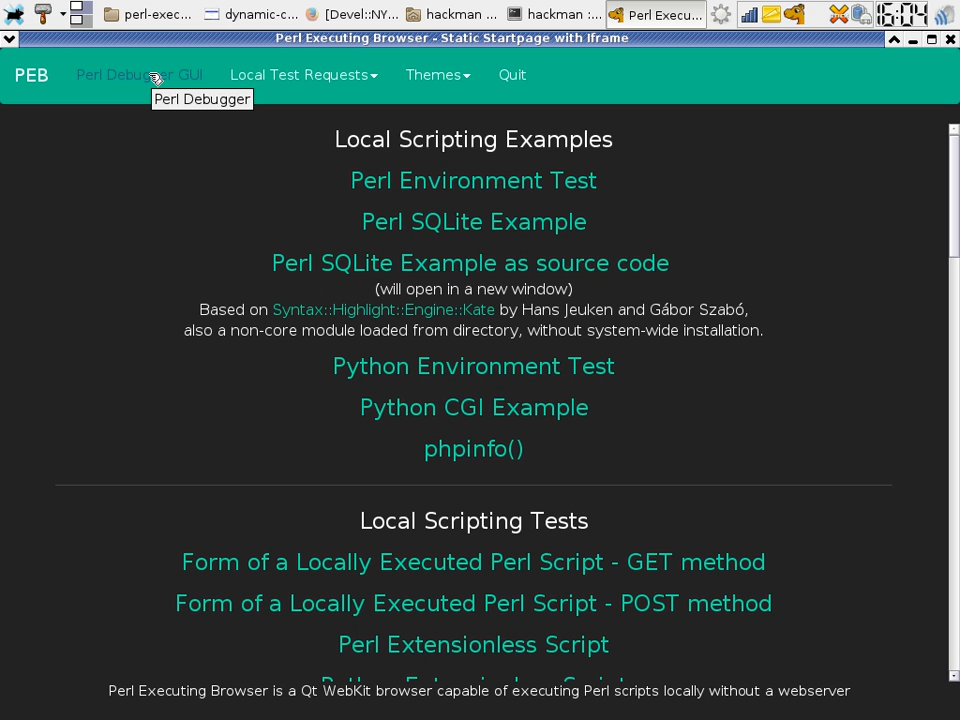 perl-exec...
dynamic-c...
[Devel::NY...
hackman ...
hackman :...
Perl Execu...
16:04
Perl Executing Browser - Static Startpage with Iframe
PEB Perl Debugger GUI Local Test Requests Themes Quit
Perl Debugger
Local Scripting Examples
Perl Environment Test
Perl SQLite Example
Perl SQLite Example as source code
(will open in a new window)
Based on Syntax::Highlight::Engine::Kate by Hans Jeuken and Gábor Szabó,
also a non-core module loaded from directory, without system-wide installation.
Python Environment Test
Python CGI Example
phpinfo()
Local Scripting Tests
Form of a Locally Executed Perl Script - GET method
Form of a Locally Executed Perl Script - POST method
Perl Extensionless Script
Python Extensionless Script
Perl Executing Browser is a Qt WebKit browser capable of executing Perl scripts locally without a webserver